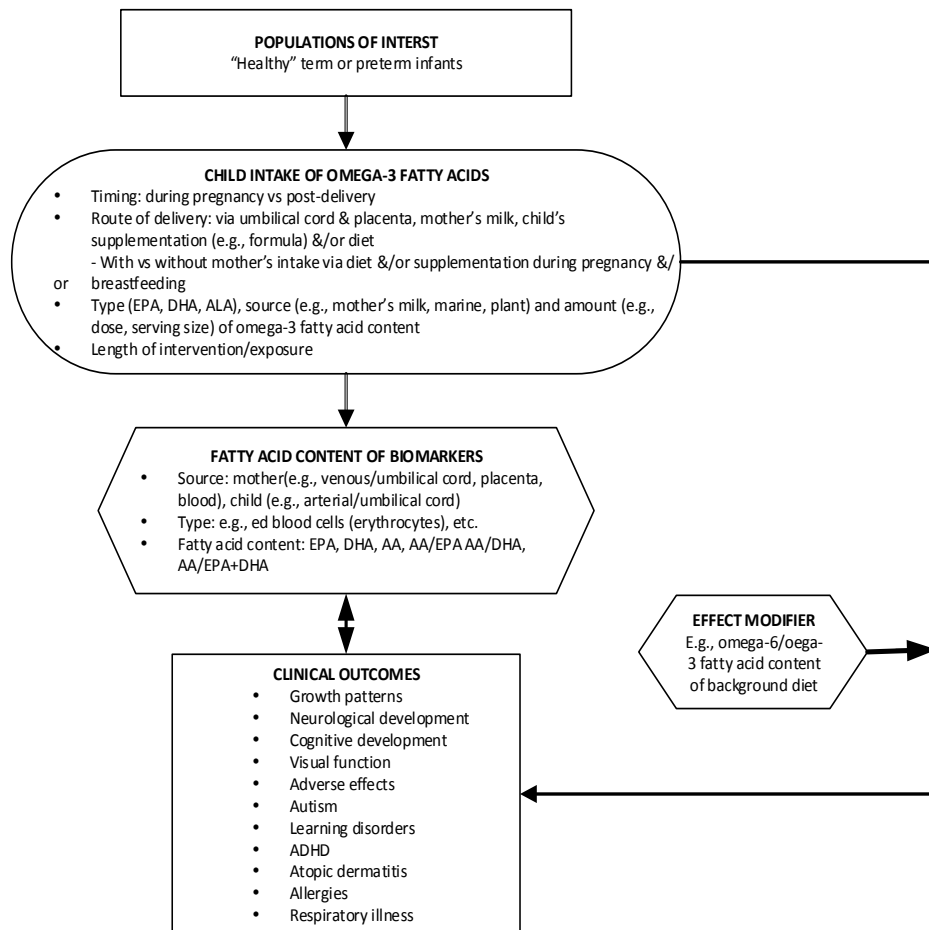 POPULATIONS OF INTERST
“Healthy” term or preterm infants
CHILD INTAKE OF OMEGA-3 FATTY ACIDS
• Timing: during pregnancy vs post-delivery
• Route of delivery: via umbilical cord & placenta, mother’s milk, child’s
supplementation (e.g., formula) &/or diet
- With vs without mother’s intake via diet &/or supplementation during pregnancy &/
or breastfeeding
• Type (EPA, DHA, ALA), source (e.g., mother’s milk, marine, plant) and amount (e.g.,
dose, serving size) of omega-3 fatty acid content
• Length of intervention/exposure
FATTY ACID CONTENT OF BIOMARKERS
• Source: mother(e.g., venous/umbilical cord, placenta,
blood), child (e.g., arterial/umbilical cord)
• Type: e.g., ed blood cells (erythrocytes), etc.
• Fatty acid content: EPA, DHA, AA, AA/EPA AA/DHA,
AA/EPA+DHA
EFFECT MODIFIER
E.g., omega-6/oega-
3 fatty acid content
of background diet
CLINICAL OUTCOMES
• Growth patterns
• Neurological development
• Cognitive development
• Visual function
• Adverse effects
• Autism
• Learning disorders
• ADHD
• Atopic dermatitis
• Allergies
• Respiratory illness